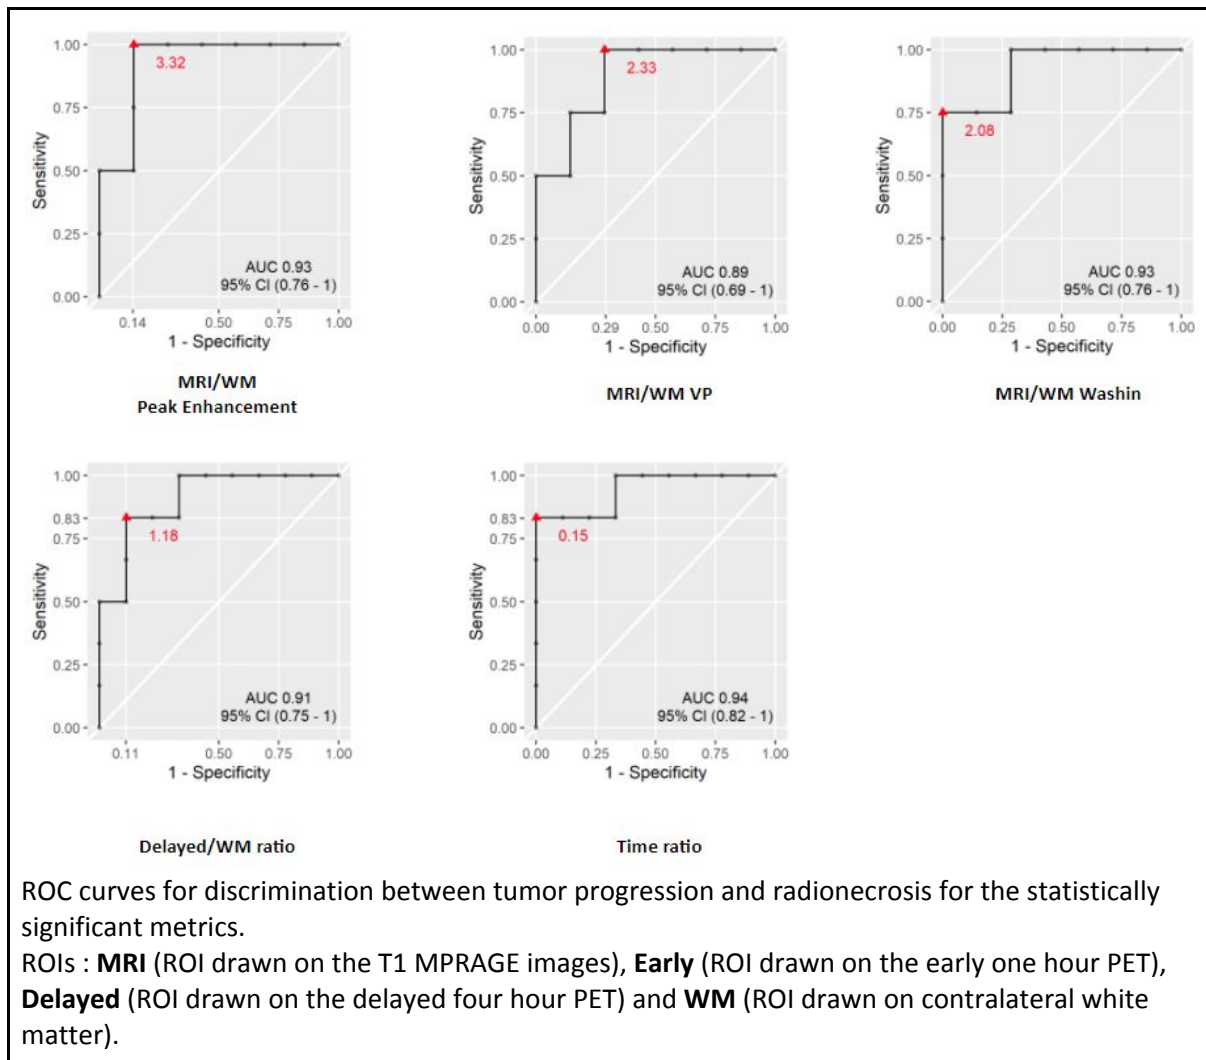 1.00
0.75
0.50
0.25
0.00
Sensitivity
3.32
AUC 0.93
95% CI (0.76 - 1)
0.14 0.50 0.75 1.00
1 - Specificity
MRI/WM
Peak Enhancement
1.00
0.75
0.50
0.25
0.00
Sensitivity
2.33
AUC 0.89
95% CI (0.69 - 1)
0.00 0.29 0.50 0.75 1.00
1 - Specificity
MRI/WM VP
1.00
0.75
0.50
0.25
0.00
Sensitivity
2.08
AUC 0.93
95% CI (0.76 - 1)
0.00 0.25 0.50 0.75 1.00
1 - Specificity
MRI/WM Washin
1.00
0.83
0.75
0.50
0.25
0.00
Sensitivity
1.18
AUC 0.91
95% CI (0.75 - 1)
0.11 0.50 0.75 1.00
1 - Specificity
Delayed/WM ratio
1.00
0.83
0.75
0.50
0.25
0.00
Sensitivity
0.15
AUC 0.94
95% CI (0.82 - 1)
0.00 0.25 0.50 0.75 1.00
1 - Specificity
Time ratio
ROC curves for discrimination between tumor progression and radionecrosis for the statistically
significant metrics.
ROIs : MRI (ROI drawn on the T1 MPRAGE images), Early (ROI drawn on the early one hour PET),
Delayed (ROI drawn on the delayed four hour PET) and WM (ROI drawn on contralateral white
matter).